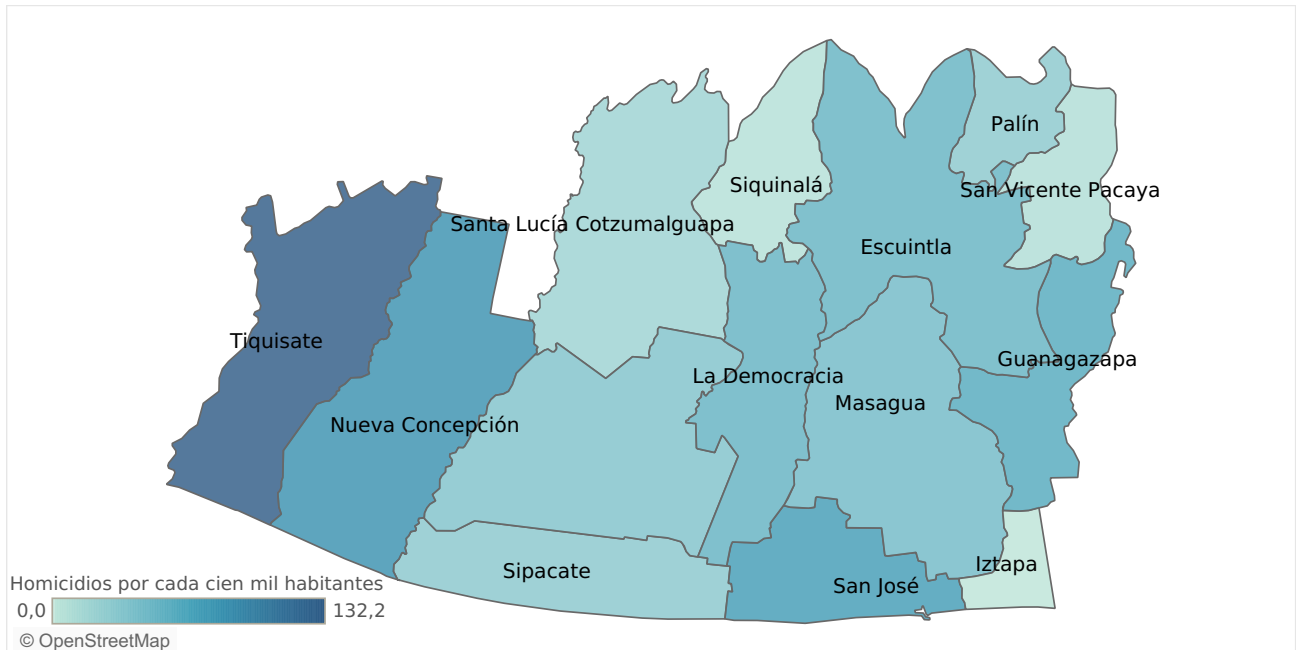 Palín
Siquinalá
San Vicente Pacaya
Santa Lucía Cotzumalguapa
Escuintla
Tiquisate
Guanagazapa
La Democracia
Masagua
Nueva Concepción
Iztapa
Sipacate
San José
Homicidios por cada cien mil habitantes
0,0 132,2
© OpenStreetMap